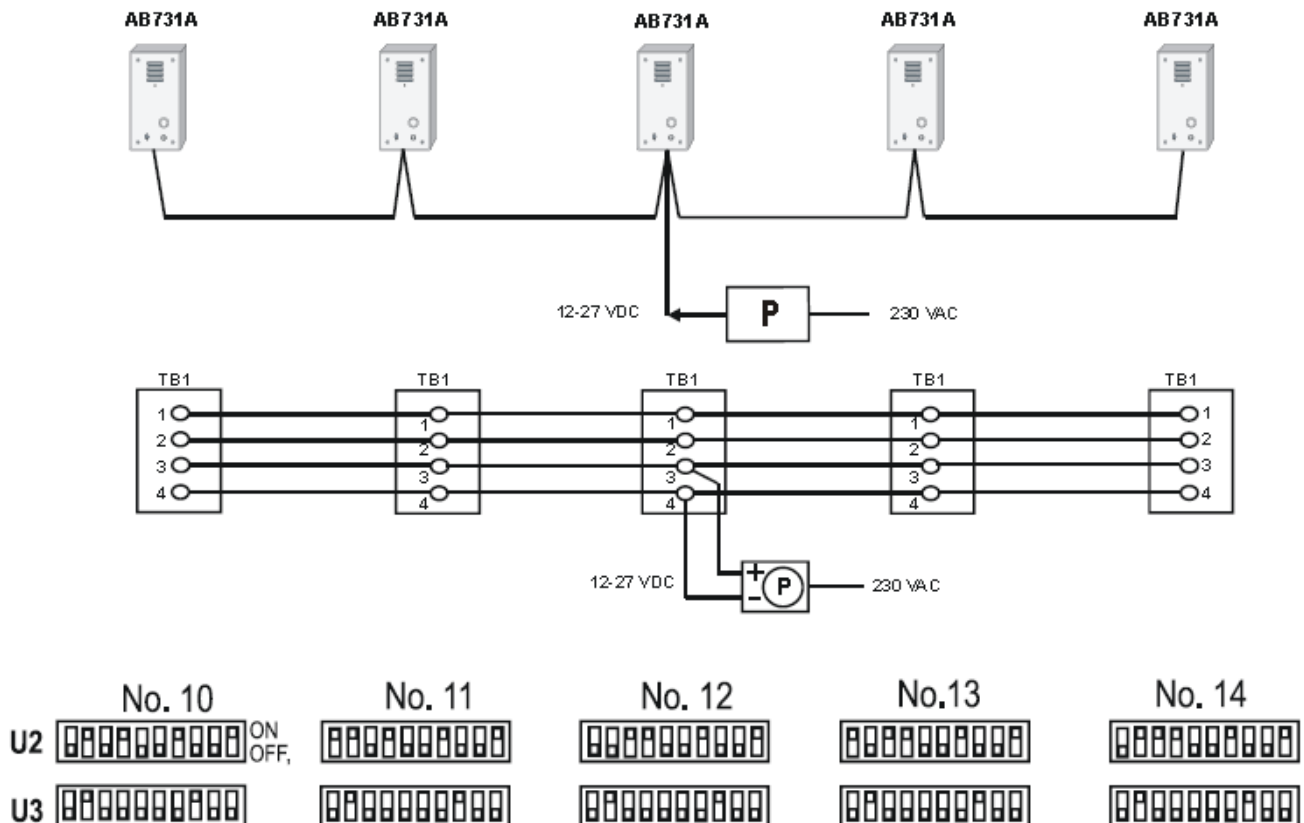 AB731A AB731A AB731A AB731A AB731A
12-27 VDC P 230 VAC
TB1 TB1 TB1 TB1 TB1
1 1 1 1 1
2 2 2 2 2
3 3 3 3 3
4 4 4 4 4
12-27 VDC + P 230 VAC
–
No. 10 No. 11 No. 12 No.13 No. 14
U2 ON
OFF,
U3